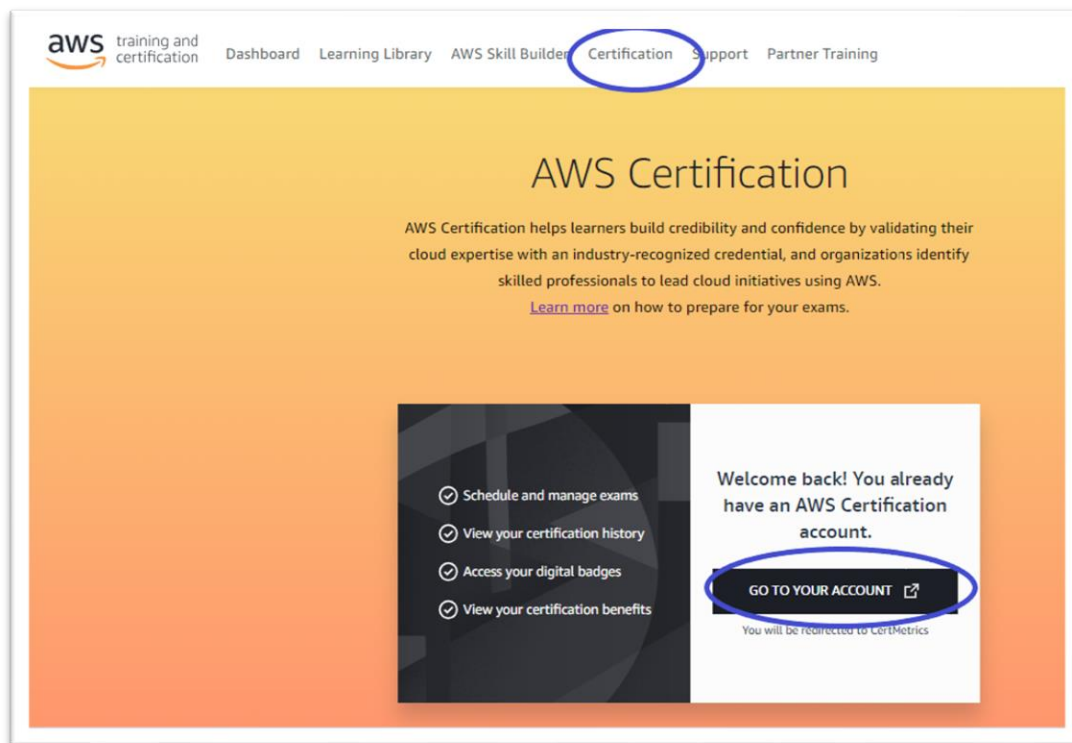 aws training and
certification
Dashboard Learning Library AWS Skill Builder Certification Support Partner Training
AWS Certification
AWS Certification helps learners build credibility and confidence by validating their
cloud expertise with an industry-recognized credential, and organizations identify
skilled professionals to lead cloud initiatives using AWS.
Learn more on how to prepare for your exams.
Schedule and manage exams
View your certification history
Access your digital badges
View your certification benefits
Welcome back! You already
have an AWS Certification
account.
GO TO YOUR ACCOUNT
You will be redirected to CertMetrics